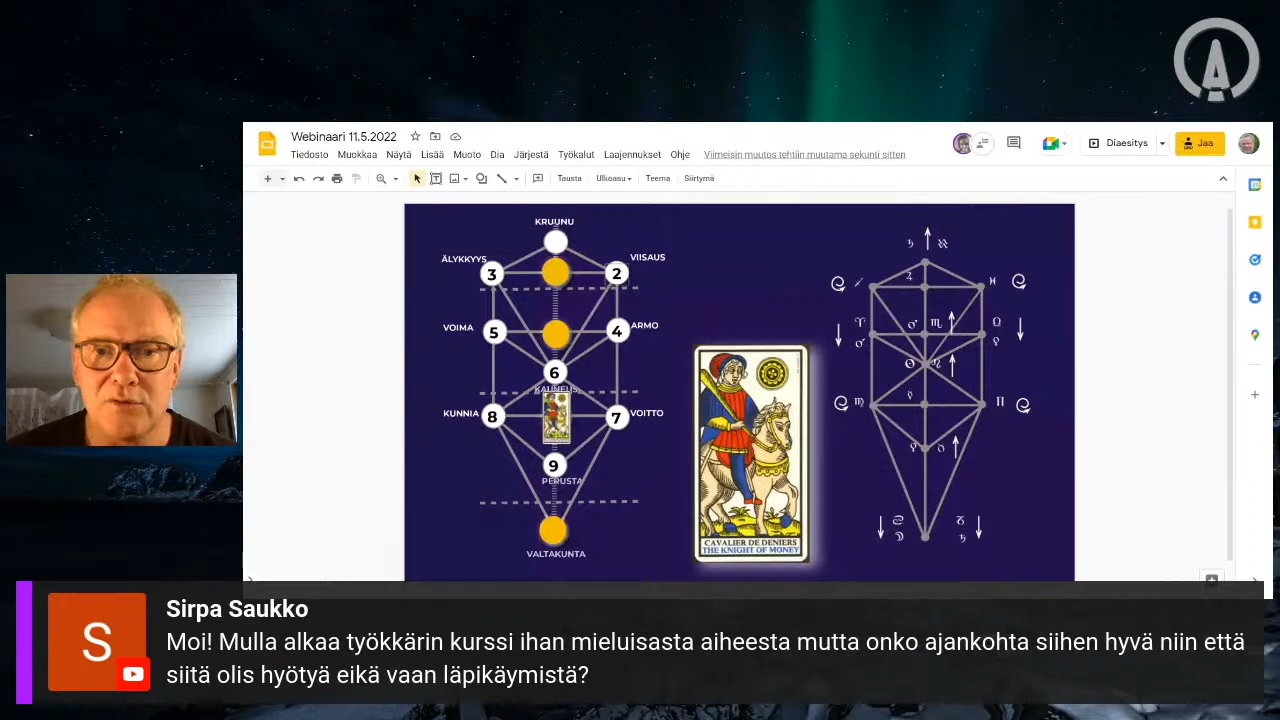 Webinaari 11.5.2022
Tiedosto Muokkaa Näytä Lisää Muoto Dia Järjestä Työkalut Laajennukset Ohje Viimeisin muutos tehtiin muutama sekunti sitten
Diaesitys
Jaa
Tausta Ulkoasu Teema Siirtymä
KRUUNU
ÄLYKKYYS 3 2 VIISAUS
VOIMA 5 4 ARMO
6
KAUNEUS
KUNNIA 8 7 VOITTO
9
PERUSTA
VALTAKUNTA
CAVALIER DE DENIERS
THE KNIGHT OF MONEY
♄ ♒
♃ ♓
♈ ♂ ♏ ♎
♂ ♀
☉ ♌
♍ ☿ ♊
♀ ♉
♋ ♑
☽ ♄
S
Sirpa Saukko
Moi! Mulla alkaa työkkärin kurssi ihan mieluisasta aiheesta mutta onko ajankohta siihen hyvä niin että
siitä olis hyötyä eikä vaan läpikäymistä?